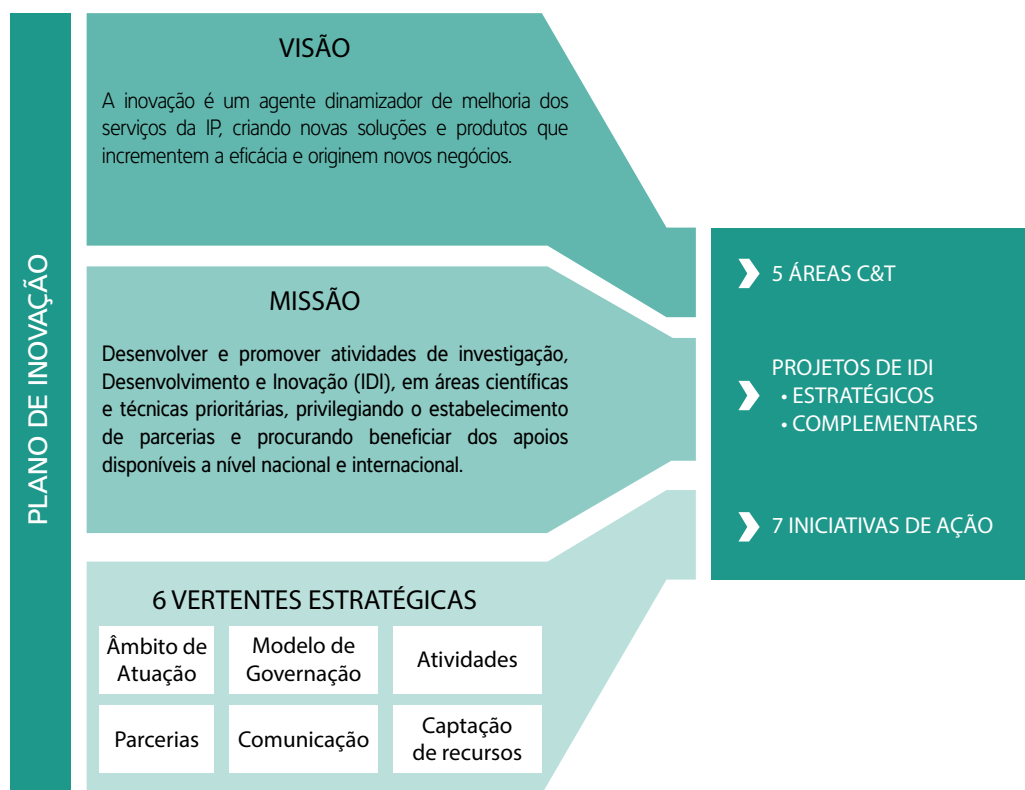 PLANO DE INOVAÇÃO
VISÃO
A inovação é um agente dinamizador de melhoria dos
serviços da IP, criando novas soluções e produtos que
incrementem a eficácia e originem novos negócios.
MISSÃO
Desenvolver e promover atividades de investigação,
Desenvolvimento e Inovação (IDI), em áreas científicas
e técnicas prioritárias, privilegiando o estabelecimento
de parcerias e procurando beneficiar dos apoios
disponíveis a nível nacional e internacional.
6 VERTENTES ESTRATÉGICAS
Âmbito de
Atuação
Modelo de
Governação
Atividades
Parcerias
Comunicação
Captação
de recursos
5 ÁREAS C&T
PROJETOS DE IDI
• ESTRATÉGICOS
• COMPLEMENTARES
7 INICIATIVAS DE AÇÃO